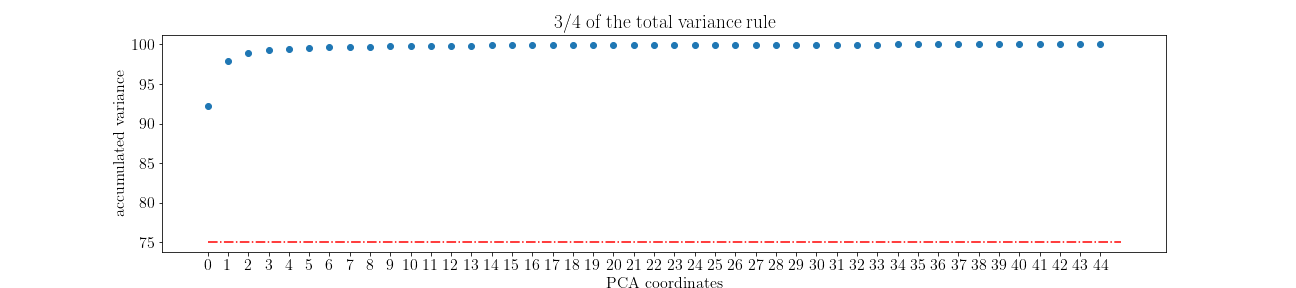 3/4 of the total variance rule
accumulated variance
100
95
90
85
80
75
0 1 2 3 4 5 6 7 8 9 10 11 12 13 14 15 16 17 18 19 20 21 22 23 24 25 26 27 28 29 30 31 32 33 34 35 36 37 38 39 40 41 42 43 44
PCA coordinates